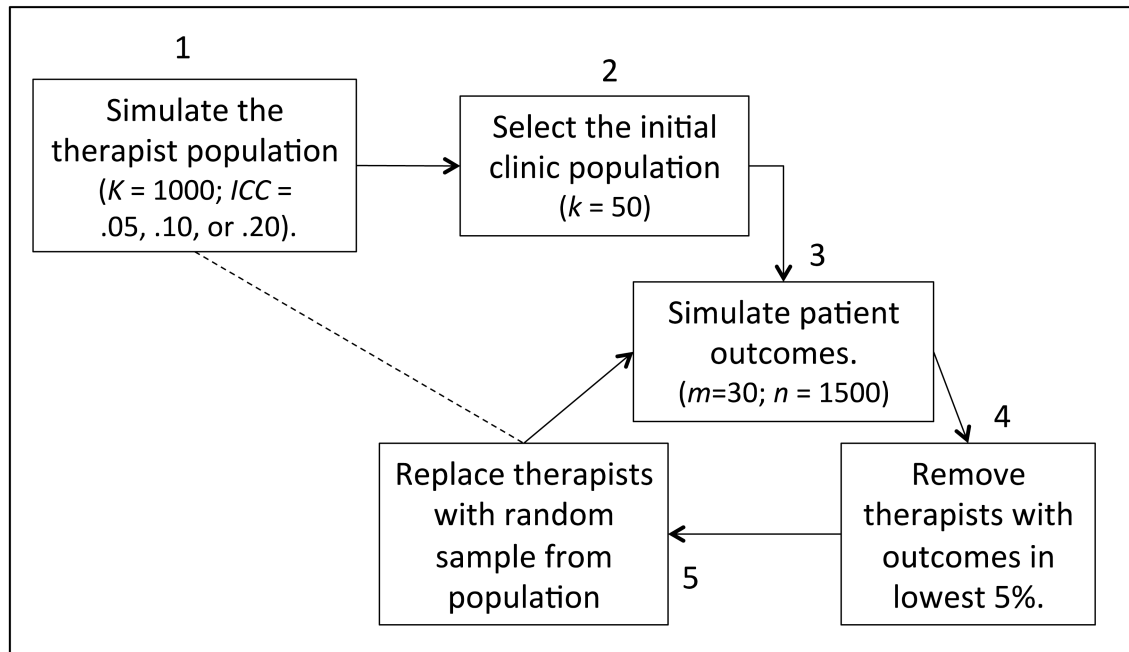 1
Simulate the
therapist population
(K = 1000; ICC =
.05, .10, or .20).
2
Select the initial
clinic population
(k = 50)
3
Simulate patient
outcomes.
(m=30; n = 1500)
4
Remove
therapists with
outcomes in
lowest 5%.
5
Replace therapists
with random
sample from
population